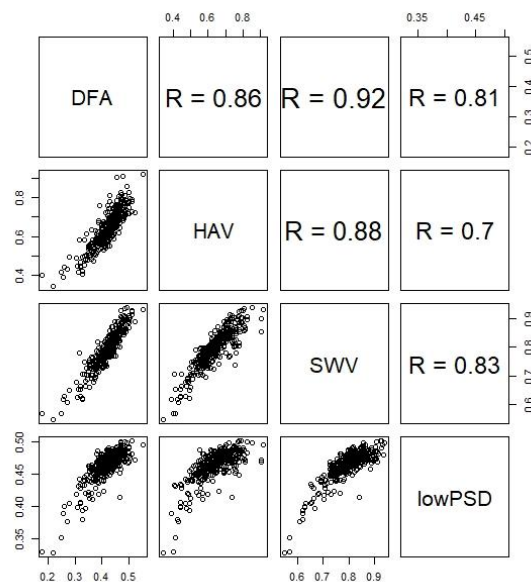 0.4 0.6 0.8 0.35 0.45
DFA R = 0.86 R = 0.92 R = 0.81
0.2 0.3 0.4 0.5
0.4 0.6 0.8
HAV R = 0.88 R = 0.7
SWV R = 0.83
0.6 0.7 0.8 0.9
0.35 0.40 0.45 0.50
lowPSD
0.2 0.3 0.4 0.5 0.6 0.7 0.8 0.9